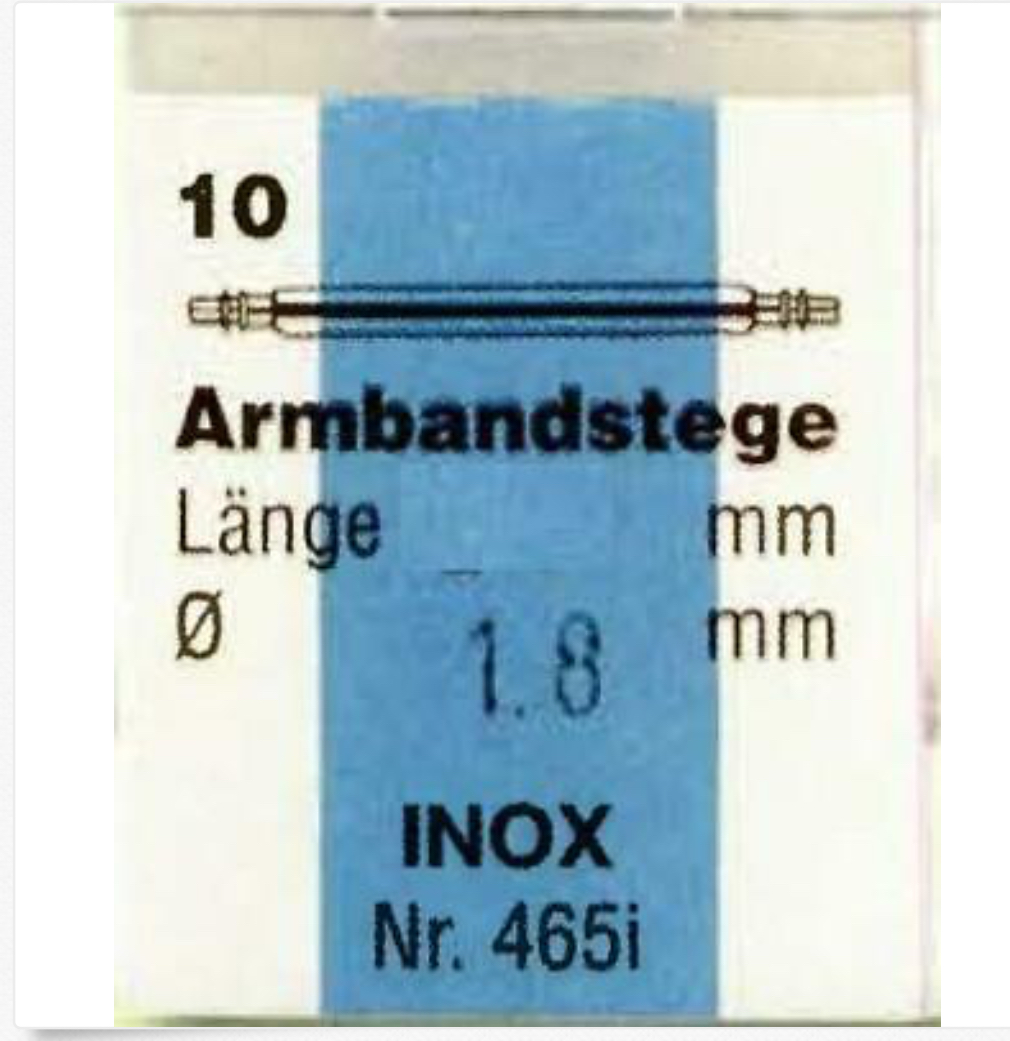 10
Armbandstege
Länge mm
Ø 1.8 mm
INOX
Nr. 465i